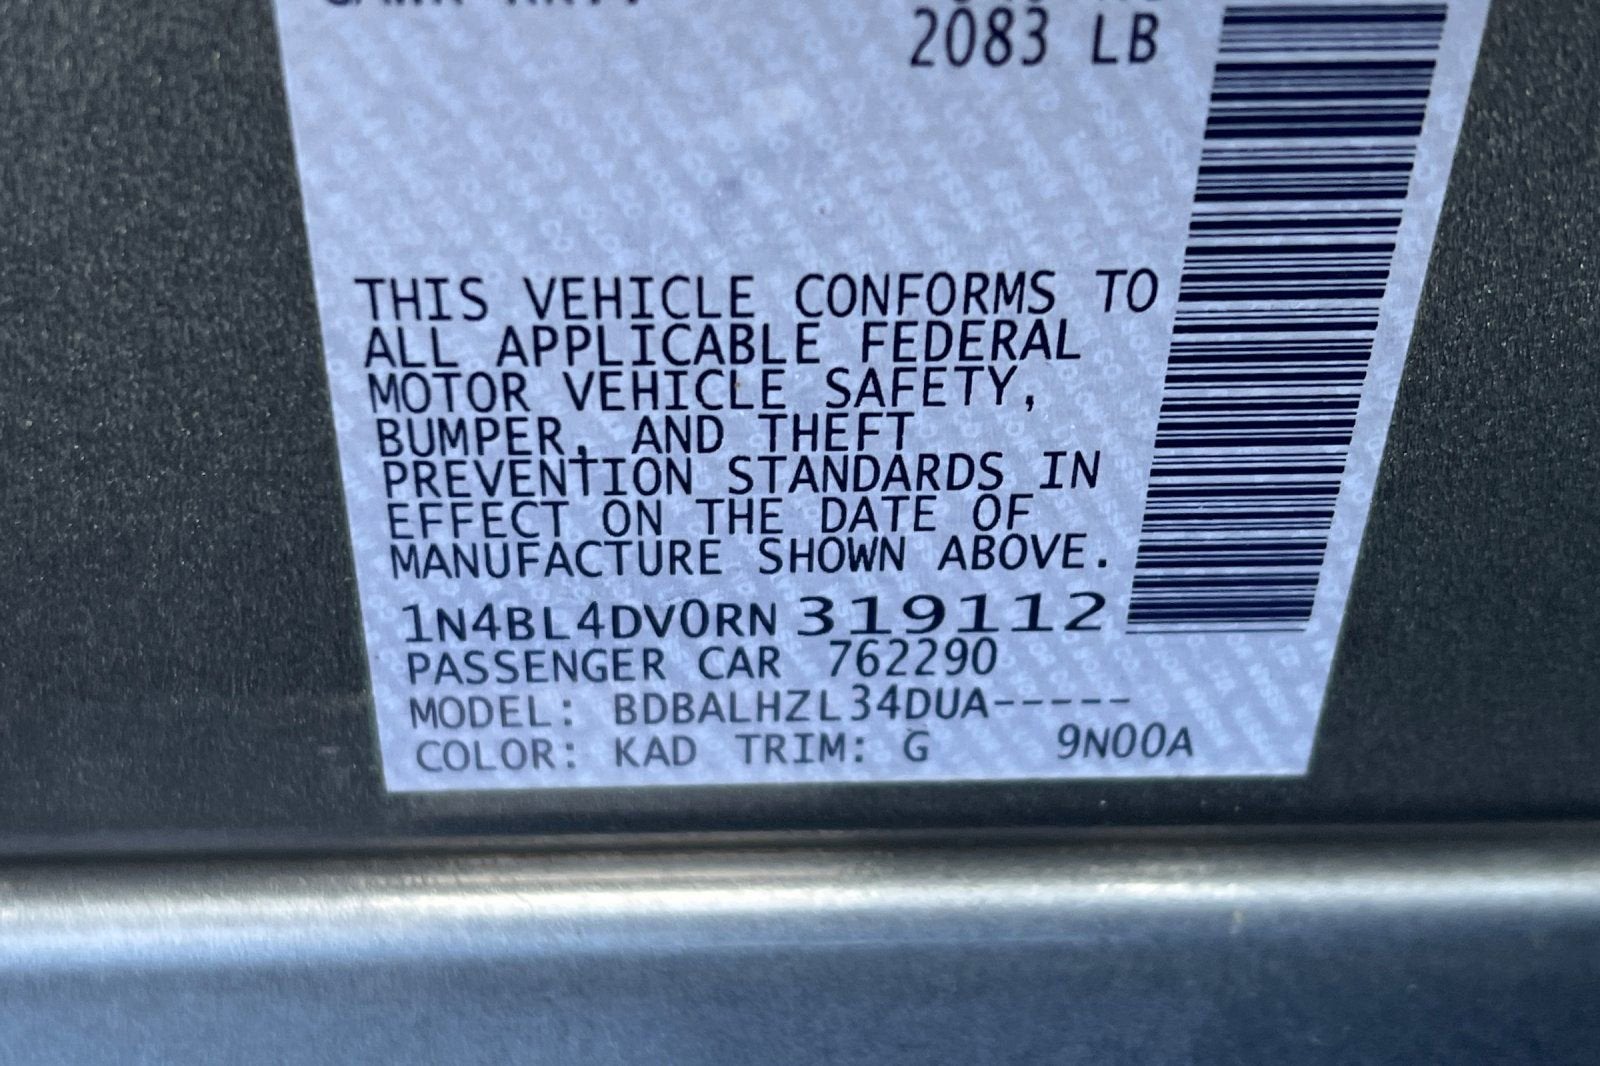 2083 LB
THIS VEHICLE CONFORMS TO
ALL APPLICABLE FEDERAL
MOTOR VEHICLE SAFETY,
BUMPER, AND THEFT
PREVENTION STANDARDS IN
EFFECT ON THE DATE OF
MANUFACTURE SHOWN ABOVE.
1N4BL4DV0RN 319112
PASSENGER CAR 762290
MODEL: BDBALHZL34DUA-----
COLOR: KAD TRIM: G 9N00A